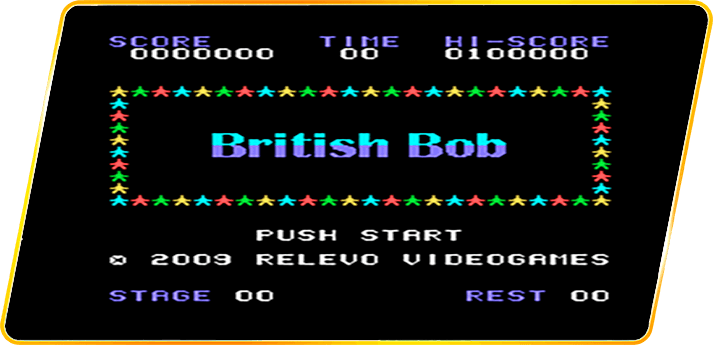 SCORE TIME HI-SCORE
0000000 00 0100000
British Bob
PUSH START
© 2009 RELEVO VIDEOGAMES
STAGE 00 REST 00